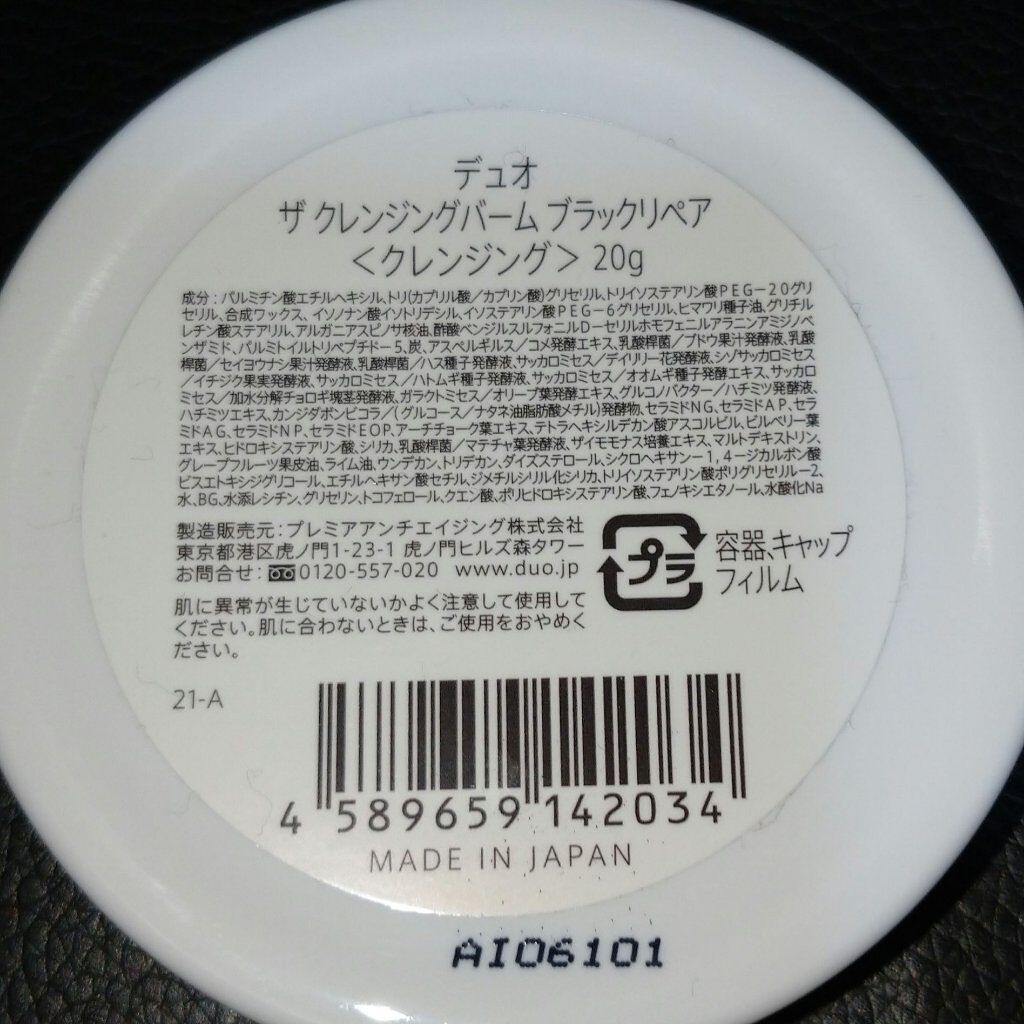 デュオ
ザ クレンジングバーム ブラックリペア
＜クレンジング＞ 20g
成分：パルミチン酸エチルヘキシル、トリ(カプリル酸／カプリン酸)グリセリル、トリイソステアリン酸PEG−20グリ
セリル、合成ワックス、イソノナン酸イソトリデシル、イソステアリン酸PEG−6グリセリル、ヒマワリ種子油、グリチル
レチン酸ステアリル、アルガニアスピノサ核油、酢酸ベンジルスルフォニルD−セリルホモフェニルアラニンアミジノベ
ンザミド、パルミトイルトリペプチド−5、炭、アスペルギルス／コメ発酵エキス、乳酸桿菌／ブドウ果汁発酵液、乳酸
桿菌／セイヨウナシ果汁発酵液、乳酸桿菌／ハス種子発酵液、サッカロミセス／デイリリー花発酵液、シゾサッカロミセス
／イチジク果実発酵液、サッカロミセス／ハトムギ種子発酵液、サッカロミセス／オオムギ種子発酵エキス、サッカロ
ミセス／加水分解チョロギ塊茎発酵液、ガラクトミセス／オリーブ葉発酵エキス、グルコノバクター／ハチミツ発酵液、
ハチミツエキス、カンジダボンビコラ／(グルコース／ナタネ油脂肪酸メチル)発酵物、セラミドNG、セラミドAP、セラ
ミドAG、セラミドNP、セラミドEOP、アーチチョーク葉エキス、テトラヘキシルデカン酸アスコルビル、ビルベリー葉
エキス、ヒドロキシステアリン酸、シリカ、乳酸桿菌／マテチャ葉発酵液、ザイモモナス培養エキス、マルトデキストリン、
グレープフルーツ果皮油、ライム油、ウンデカン、トリデカン、ダイズステロール、シクロヘキサン−1,4−ジカルボン酸
ビスエトキシジグリコール、エチルヘキサン酸セチル、ジメチルシリル化シリカ、トリイソステアリン酸ポリグリセリル−2、
水、BG、水添レシチン、グリセリン、トコフェロール、クエン酸、ポリヒドロキシステアリン酸、フェノキシエタノール、水酸化Na
製造販売元：プレミアアンチエイジング株式会社
東京都港区虎ノ門1-23-1 虎ノ門ヒルズ森タワー
お問合せ：0120-557-020 www.duo.jp
プラ
容器、キャップ
フィルム
肌に異常が生じていないかよく注意して使用して
ください。肌に合わないときは、ご使用をおやめく
ださい。
21-A
4 589659 142034
MADE IN JAPAN
AI06101